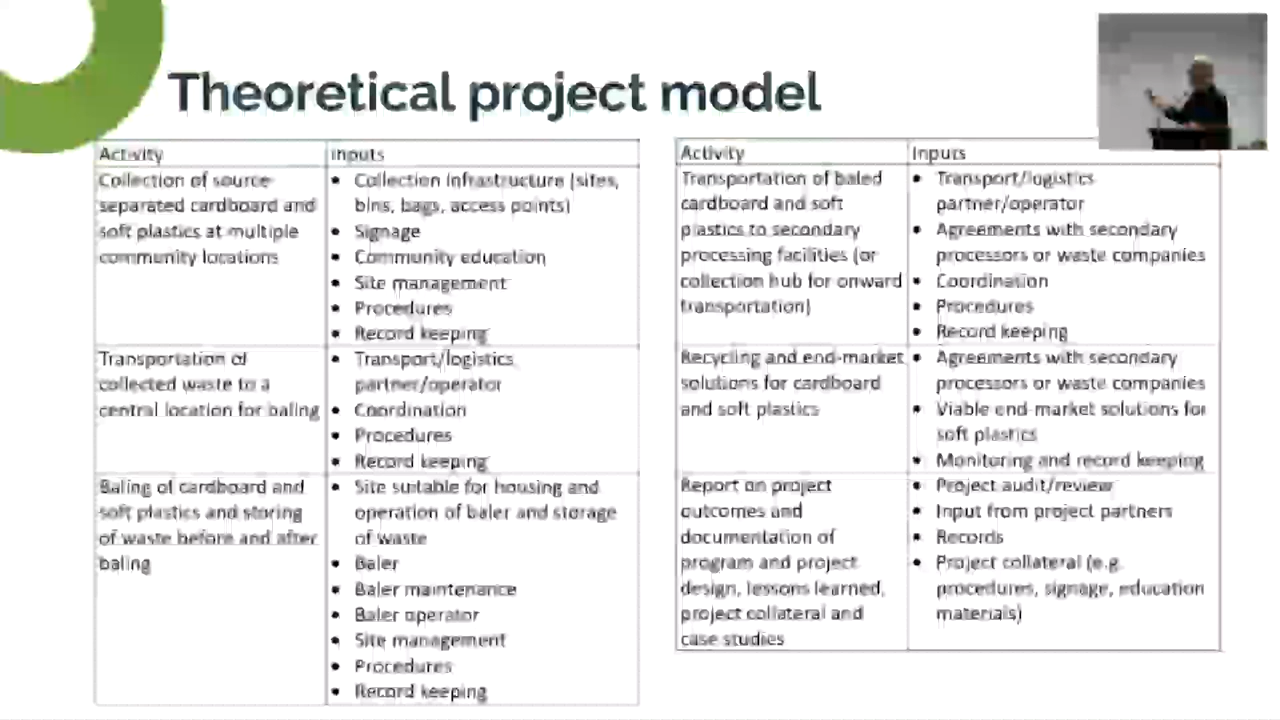 Theoretical project model
Activity
Inputs
Collection of source
separated cardboard and
soft plastics at multiple
community locations
• Collection infrastructure (sites,
bins, bags, access points)
• Signage
• Community education
• Site management
• Procedures
• Record keeping
Transportation of
collected waste to a
central location for baling
• Transport/logistics
partner/operator
• Coordination
• Procedures
• Record keeping
Baling of cardboard and
soft plastics and storing
of waste before and after
baling
• Site suitable for housing and
operation of baler and storage
of waste
• Baler
• Baler maintenance
• Baler operator
• Site management
• Procedures
• Record keeping
Activity
Inputs
Transportation of baled
cardboard and soft
plastics to secondary
processing facilities (or
collection hub for onward
transportation)
• Transport/logistics
partner/operator
• Agreements with secondary
processors or waste companies
• Coordination
• Procedures
• Record keeping
Recycling and end-market
solutions for cardboard
and soft plastics
• Agreements with secondary
processors or waste companies
• Viable end-market solutions for
soft plastics
• Monitoring and record keeping
Report on project
outcomes and
documentation of
program and project
design, lessons learned,
project collateral and
case studies
• Project audit/review
• Input from project partners
• Records
• Project collateral (e.g.
procedures, signage, education
materials)